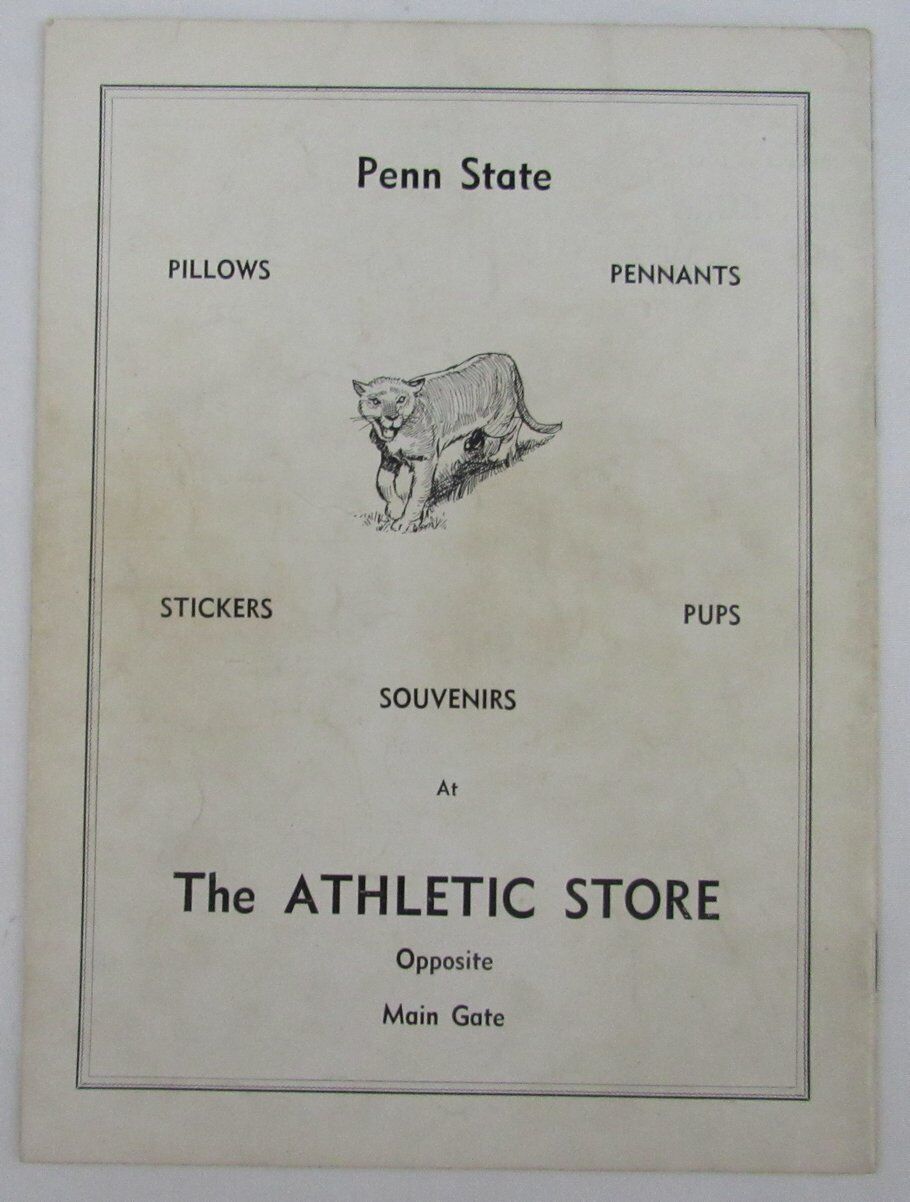 Penn State
PILLOWS PENNANTS
STICKERS PUPS
SOUVENIRS
At
The ATHLETIC STORE
Opposite
Main Gate